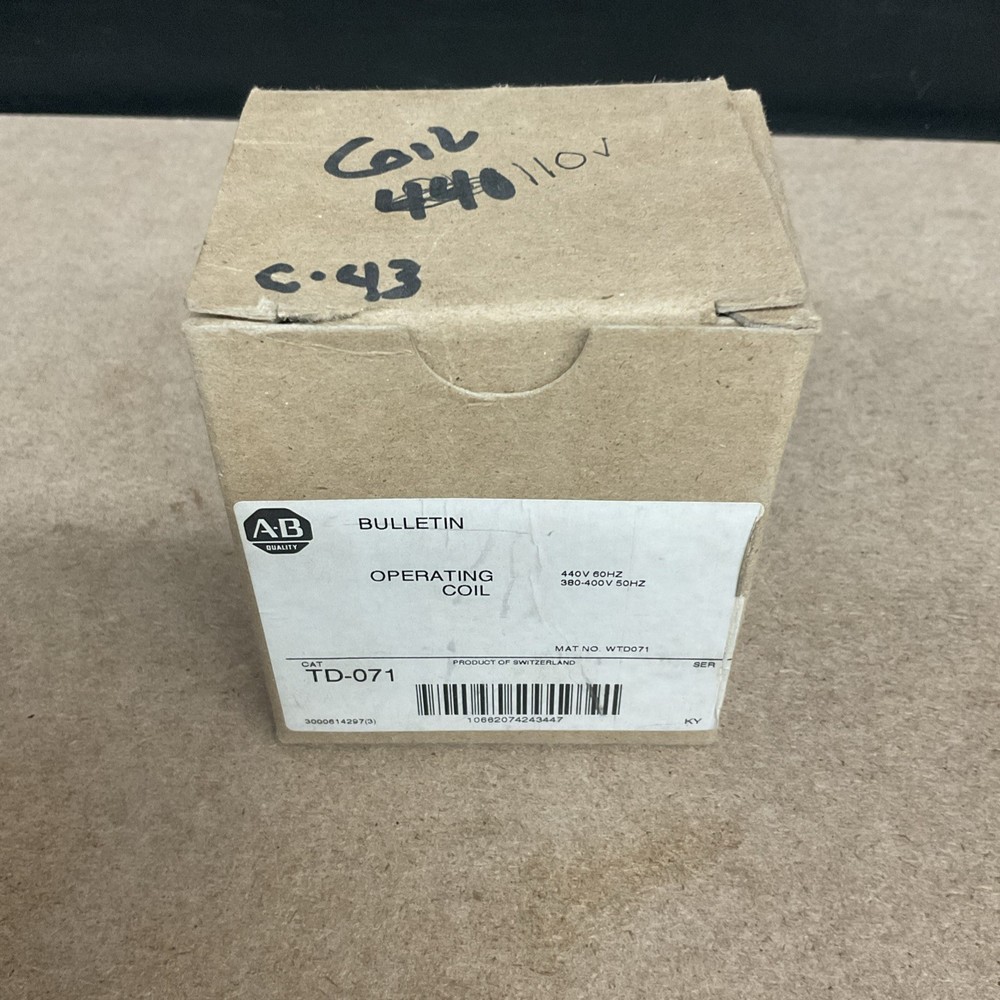 Coil
440 110V
C-43
A-B
QUALITY
BULLETIN
OPERATING
COIL
440V 60HZ
380-400V 50HZ
MAT NO. WTD071
CAT
TD-071
PRODUCT OF SWITZERLAND
SER
3000614297(3)
10662074243447
KY